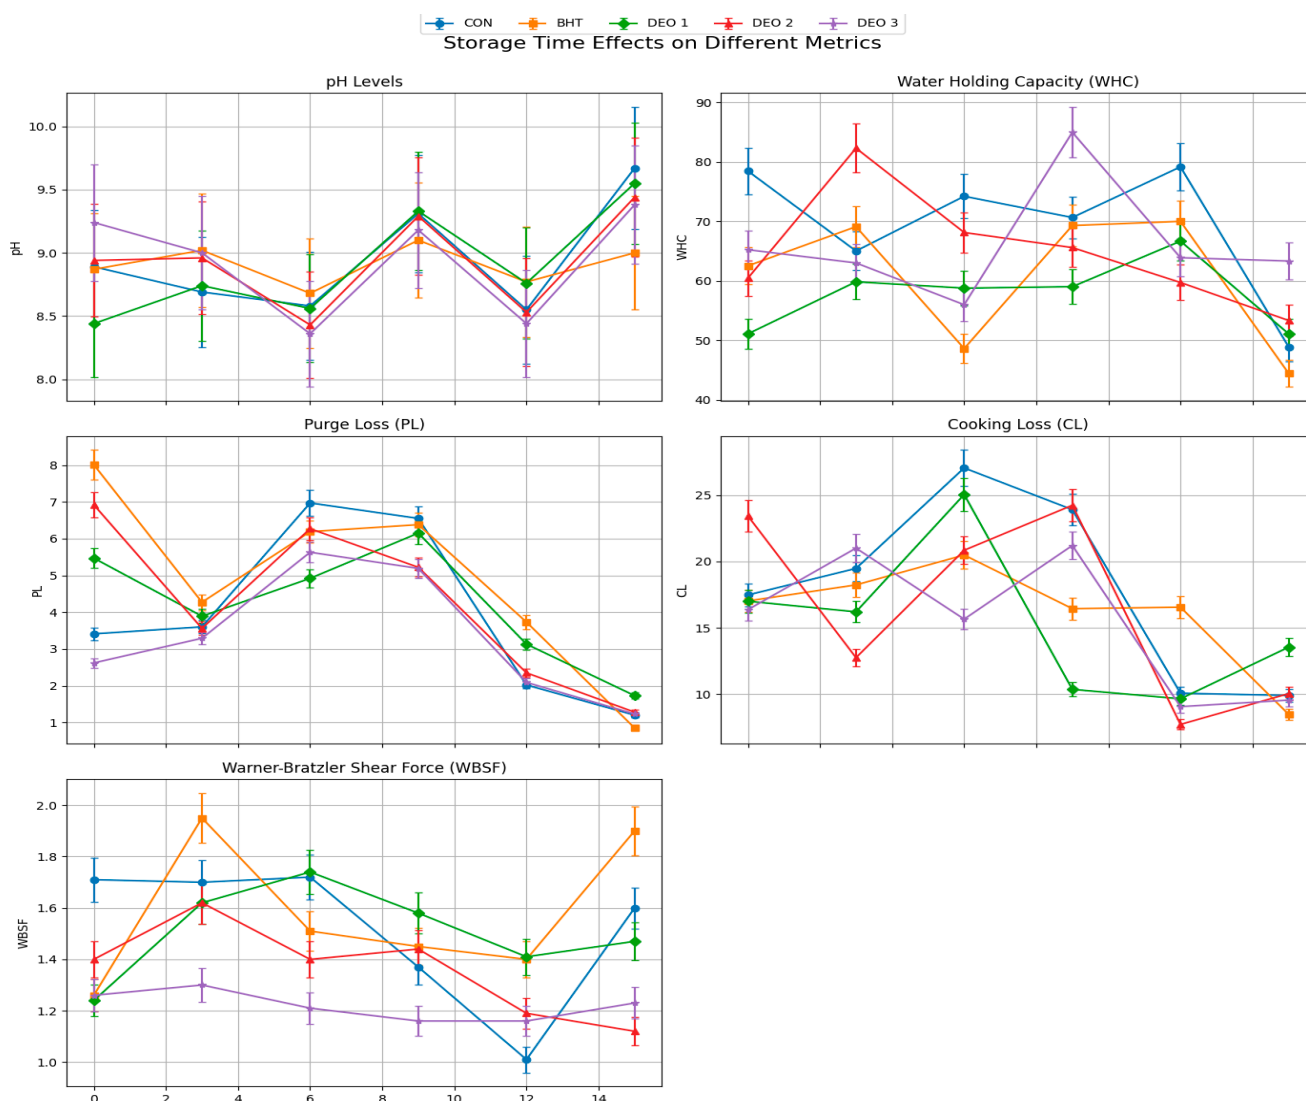 CON BHT DEO 1 DEO 2 DEO 3
Storage Time Effects on Different Metrics
pH Levels
10.0
9.5
9.0
8.5
8.0
pH
Water Holding Capacity (WHC)
90
80
70
60
50
40
WHC
Purge Loss (PL)
8
7
6
5
4
3
2
1
PL
Cooking Loss (CL)
25
20
15
10
CL
Warner-Bratzler Shear Force (WBSF)
2.0
1.8
1.6
1.4
1.2
1.0
WBSF
0 2 4 6 8 10 12 14